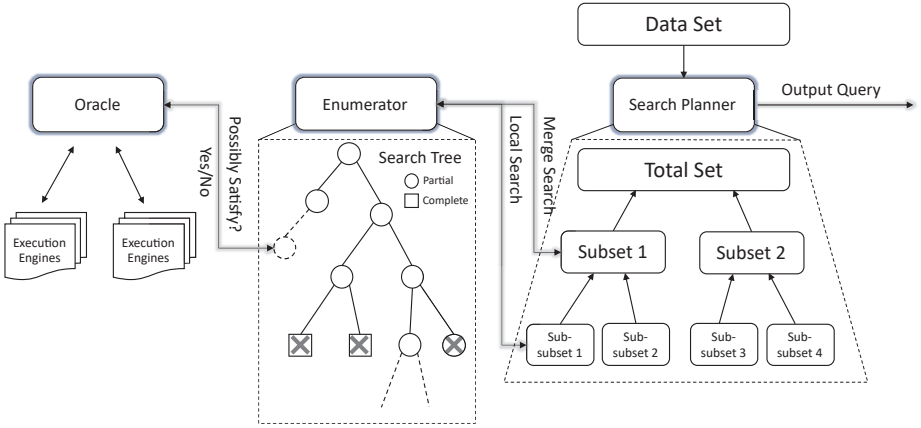 Data Set
Oracle
Enumerator
Search Planner
Output Query
Possibly Satisfy?
Yes/No
Local Search
Merge Search
Search Tree
Partial
Complete
Execution
Engines
Execution
Engines
Total Set
Subset 1
Subset 2
Sub-
subset 1
Sub-
subset 2
Sub-
subset 3
Sub-
subset 4